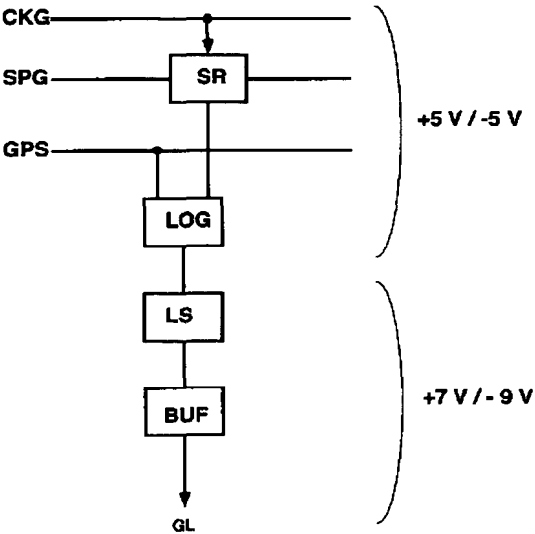 CKG
SPG
SR
+5 V / -5 V
GPS
LOG
LS
+7 V / - 9 V
BUF
GL